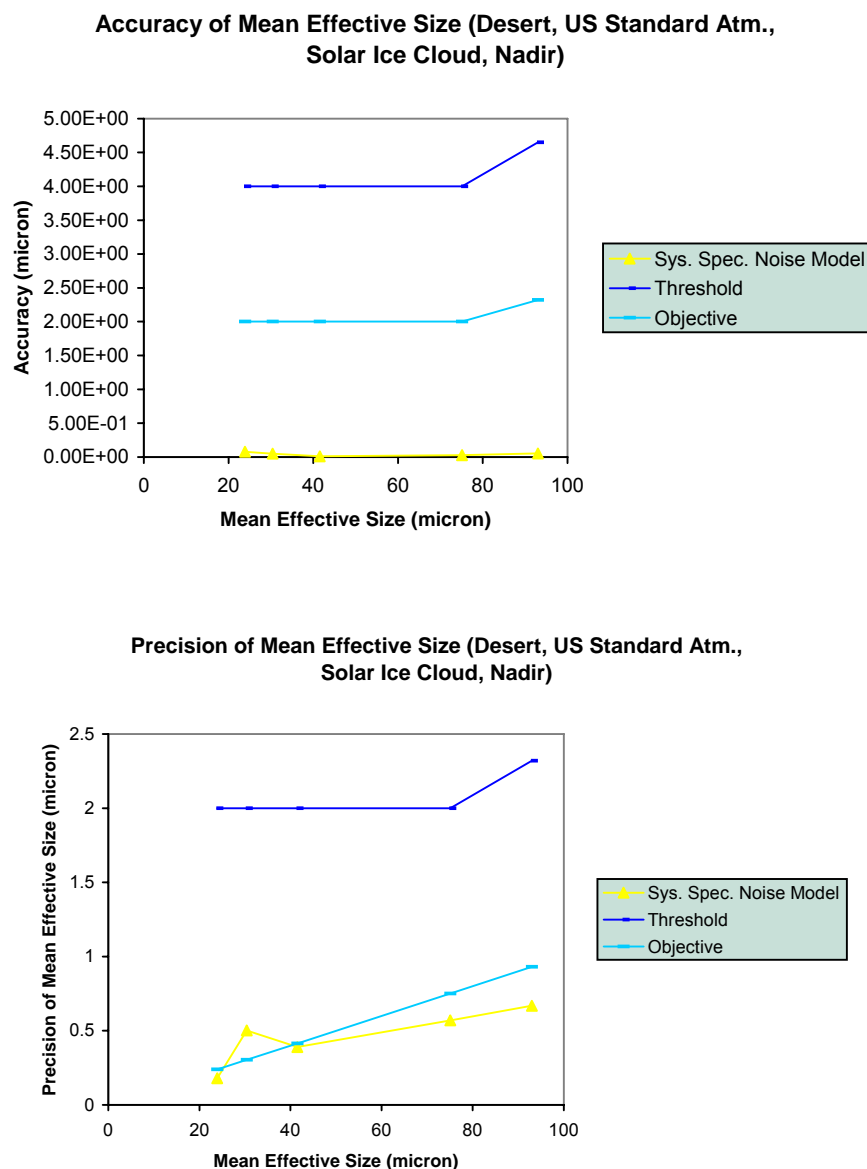 Accuracy of Mean Effective Size (Desert, US Standard Atm.,
Solar Ice Cloud, Nadir)
5.00E+00
4.50E+00
4.00E+00
3.50E+00
3.00E+00
2.50E+00
2.00E+00
1.50E+00
1.00E+00
5.00E-01
0.00E+00
Accuracy (micron)
0 20 40 60 80 100
Mean Effective Size (micron)
Sys. Spec. Noise Model
Threshold
Objective
Precision of Mean Effective Size (Desert, US Standard Atm.,
Solar Ice Cloud, Nadir)
2.5
2
1.5
1
0.5
0
Precision of Mean Effective Size (micron)
0 20 40 60 80 100
Mean Effective Size (micron)
Sys. Spec. Noise Model
Threshold
Objective